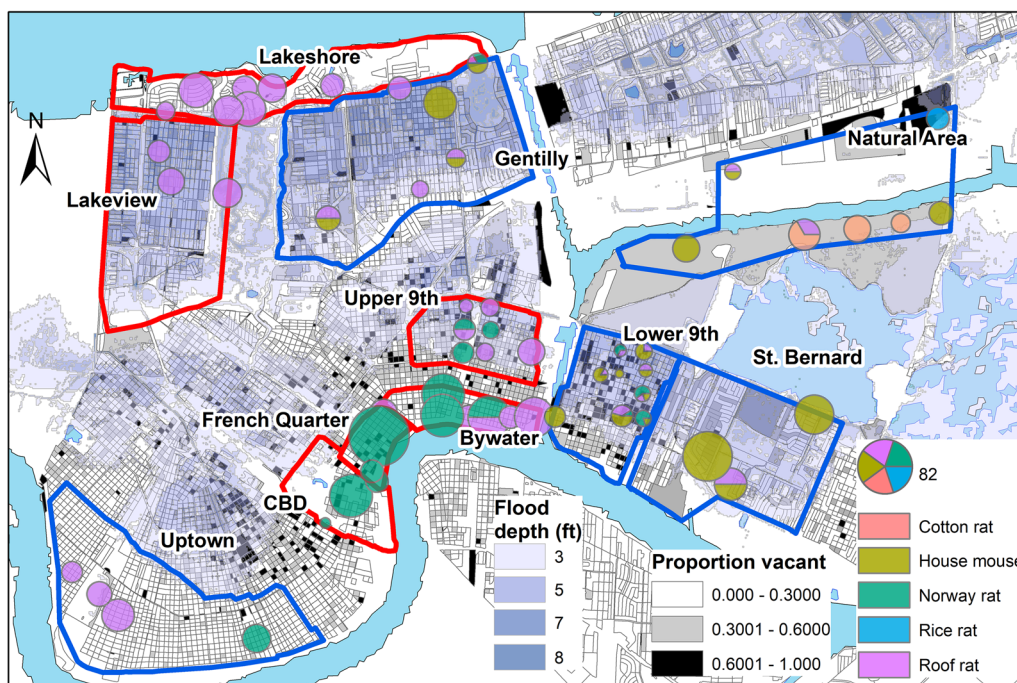 Lakeshore
N
Gentilly
Natural Area
Lakeview
Upper 9th
Lower 9th
St. Bernard
French Quarter
Bywater
CBD
Uptown
Flood
depth (ft)
3
5
7
8
Proportion vacant
0.000 - 0.3000
0.3001 - 0.6000
0.6001 - 1.000
82
Cotton rat
House mouse
Norway rat
Rice rat
Roof rat